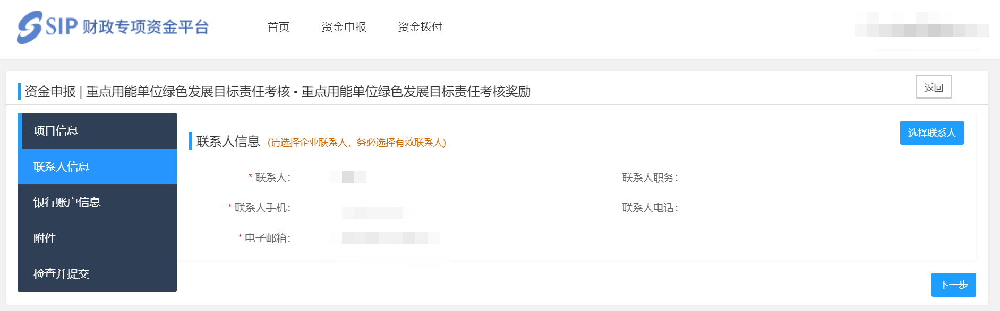 SIP 财政专项资金平台 首页 资金申报 资金拨付
资金申报 | 重点用能单位绿色发展目标责任考核 - 重点用能单位绿色发展目标责任考核奖励 返回
项目信息
联系人信息
银行账户信息
附件
检查并提交
联系人信息 (请选择企业联系人，务必选择有效联系人) 选择联系人
* 联系人： 联系人职务：
* 联系人手机： 联系人电话：
* 电子邮箱：
下一步